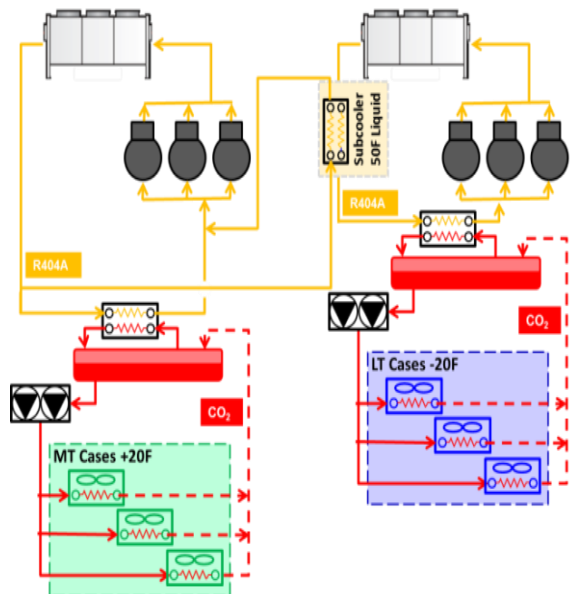 Subcooler
50F Liquid
R404A
R404A
CO₂
LT Cases -20F
CO₂
MT Cases +20F